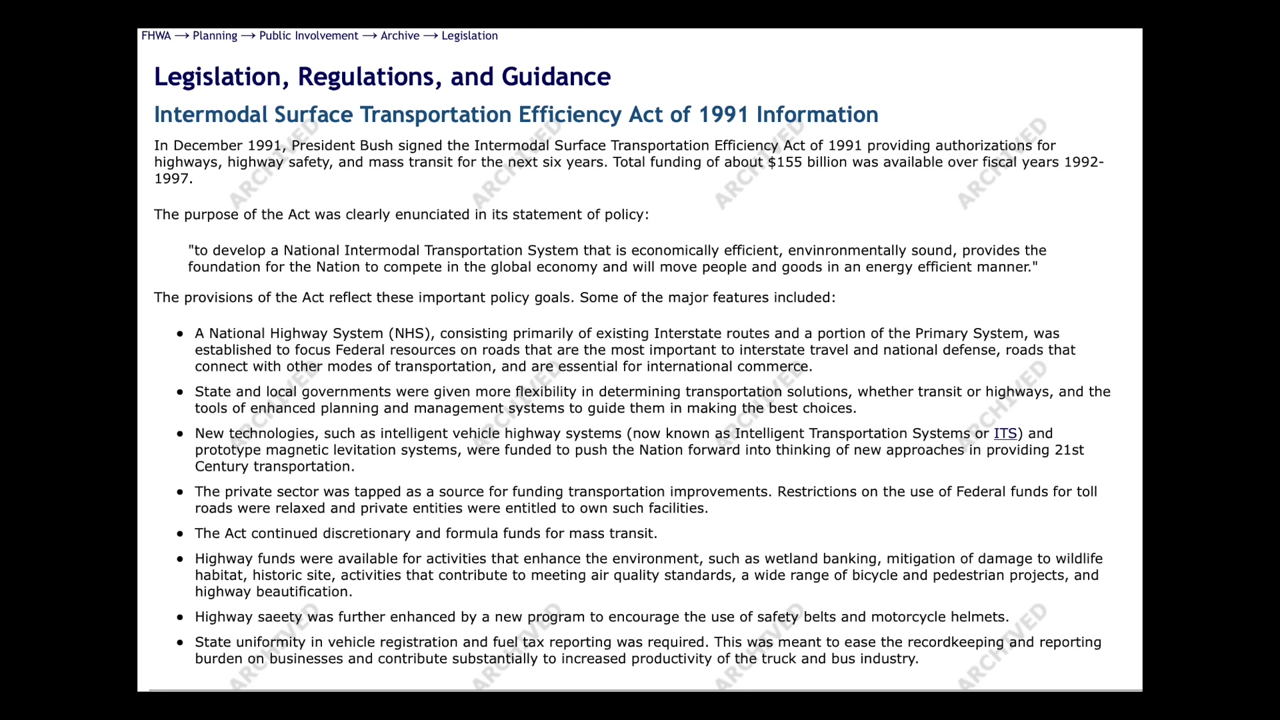 FHWA → Planning → Public Involvement → Archive → Legislation
Legislation, Regulations, and Guidance
Intermodal Surface Transportation Efficiency Act of 1991 Information
In December 1991, President Bush signed the Intermodal Surface Transportation Efficiency Act of 1991 providing authorizations for
highways, highway safety, and mass transit for the next six years. Total funding of about $155 billion was available over fiscal years 1992-
1997.
The purpose of the Act was clearly enunciated in its statement of policy:
"to develop a National Intermodal Transportation System that is economically efficient, envinronmentally sound, provides the
foundation for the Nation to compete in the global economy and will move people and goods in an energy efficient manner."
The provisions of the Act reflect these important policy goals. Some of the major features included:
• A National Highway System (NHS), consisting primarily of existing Interstate routes and a portion of the Primary System, was
established to focus Federal resources on roads that are the most important to interstate travel and national defense, roads that
connect with other modes of transportation, and are essential for international commerce.
• State and local governments were given more flexibility in determining transportation solutions, whether transit or highways, and the
tools of enhanced planning and management systems to guide them in making the best choices.
• New technologies, such as intelligent vehicle highway systems (now known as Intelligent Transportation Systems or ITS) and
prototype magnetic levitation systems, were funded to push the Nation forward into thinking of new approaches in providing 21st
Century transportation.
• The private sector was tapped as a source for funding transportation improvements. Restrictions on the use of Federal funds for toll
roads were relaxed and private entities were entitled to own such facilities.
• The Act continued discretionary and formula funds for mass transit.
• Highway funds were available for activities that enhance the environment, such as wetland banking, mitigation of damage to wildlife
habitat, historic site, activities that contribute to meeting air quality standards, a wide range of bicycle and pedestrian projects, and
highway beautification.
• Highway saeety was further enhanced by a new program to encourage the use of safety belts and motorcycle helmets.
• State uniformity in vehicle registration and fuel tax reporting was required. This was meant to ease the recordkeeping and reporting
burden on businesses and contribute substantially to increased productivity of the truck and bus industry.
ARCHIVED
ARCHIVED
ARCHIVED
ARCHIVED
ARCHIVED
ARCHIVED
ARCHIVED
ARCHIVED
ARCHIVED
ARCHIVED
ARCHIVED
ARCHIVED